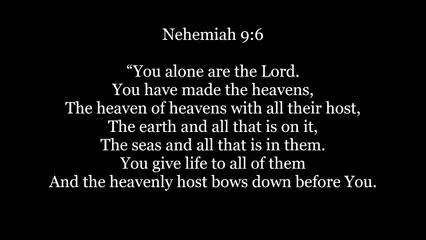 Nehemiah 9:6
“You alone are the Lord.
You have made the heavens,
The heaven of heavens with all their host,
The earth and all that is on it,
The seas and all that is in them.
You give life to all of them
And the heavenly host bows down before You.